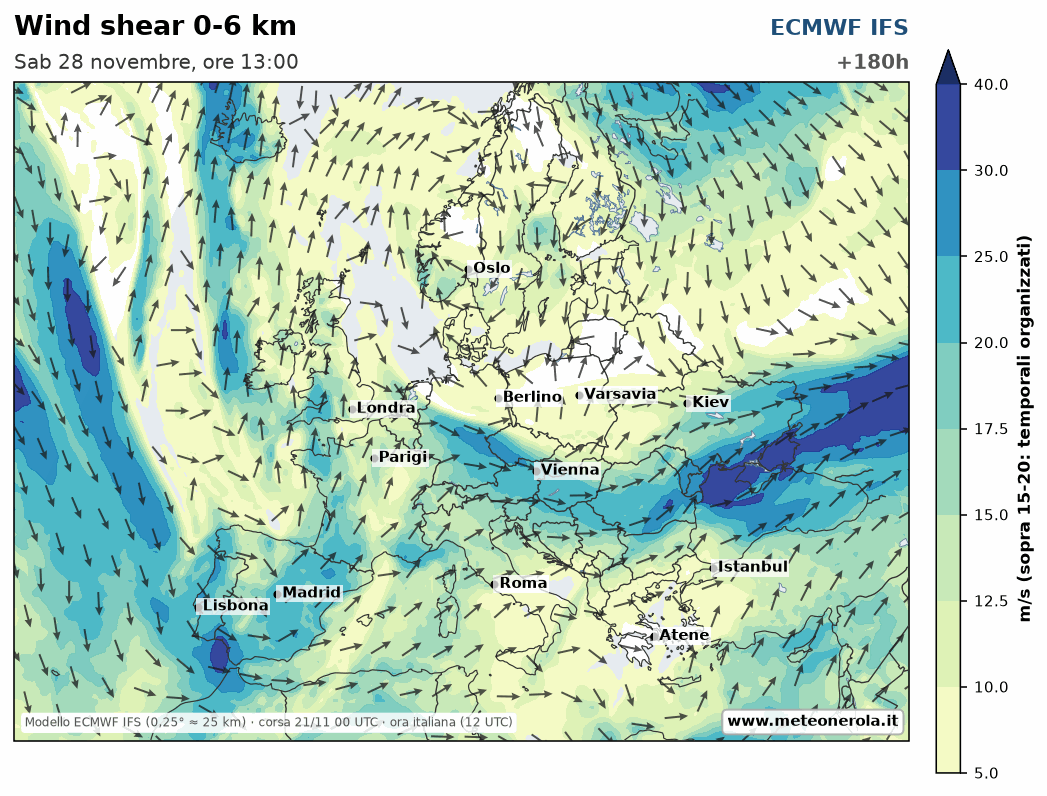 Wind shear 0-6 km
ECMWF IFS
Sab 28 novembre, ore 13:00
+180h
40.0
30.0
25.0
20.0
17.5
15.0
12.5
10.0
5.0
m/s (sopra 15-20: temporali organizzati)
Oslo
Berlino
Varsavia
Kiev
Londra
Parigi
Vienna
Istanbul
Roma
Madrid
Lisbona
Atene
Modello ECMWF IFS (0,25° ≈ 25 km) · corsa 21/11 00 UTC · ora italiana (12 UTC)
www.meteonerola.it